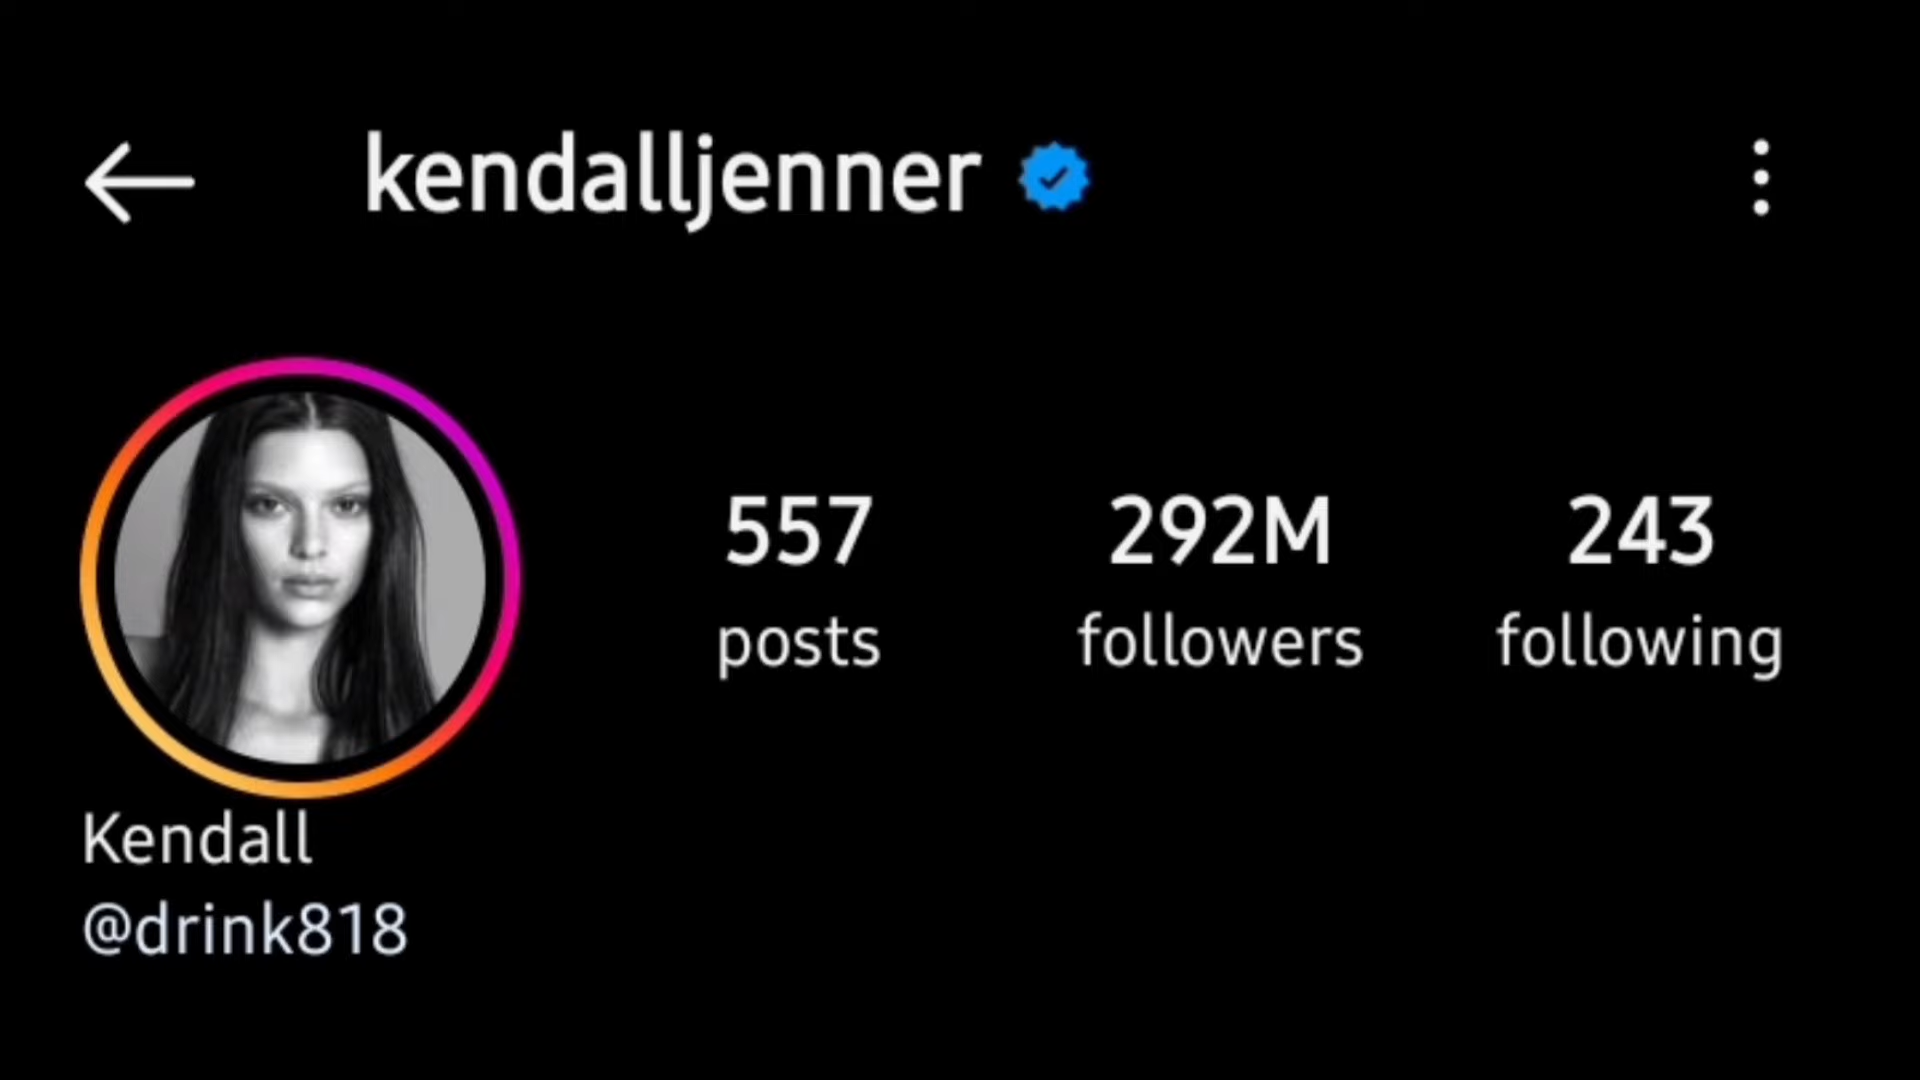 kendalljenner
557 292M 243
posts followers following
Kendall
@drink818